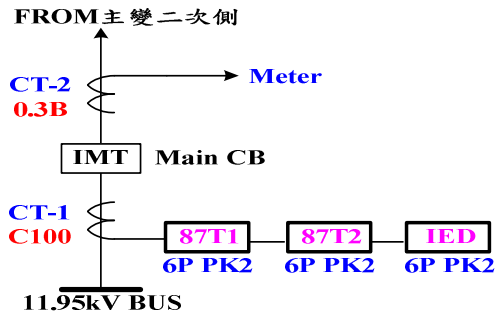 FROM主變二次側
CT-2
0.3B
Meter
IMT
Main CB
CT-1
C100
87T1
87T2
IED
6P PK2
6P PK2
6P PK2
11.95kV BUS